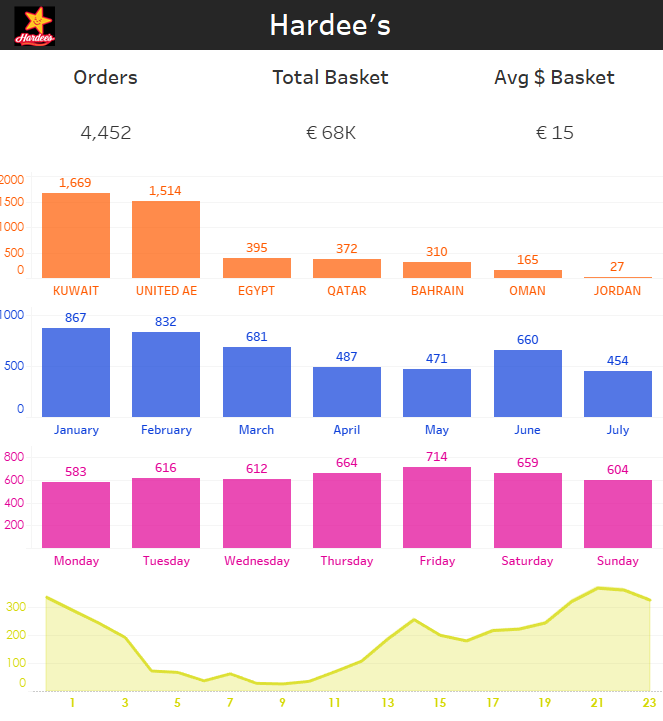 Hardee's
Hardee's
Orders Total Basket Avg $ Basket
4,452 € 68K € 15
2000
1500
500
0
1,669 1,514 395 372 310 165 27
KUWAIT UNITED AE EGYPT QATAR BAHRAIN OMAN JORDAN
1000
500
0
867 832 681 487 471 660 454
January February March April May June July
800
600
400
200
583 616 612 664 714 659 604
Monday Tuesday Wednesday Thursday Friday Saturday Sunday
300
200
100
0
1 3 5 7 9 11 13 15 17 19 21 23